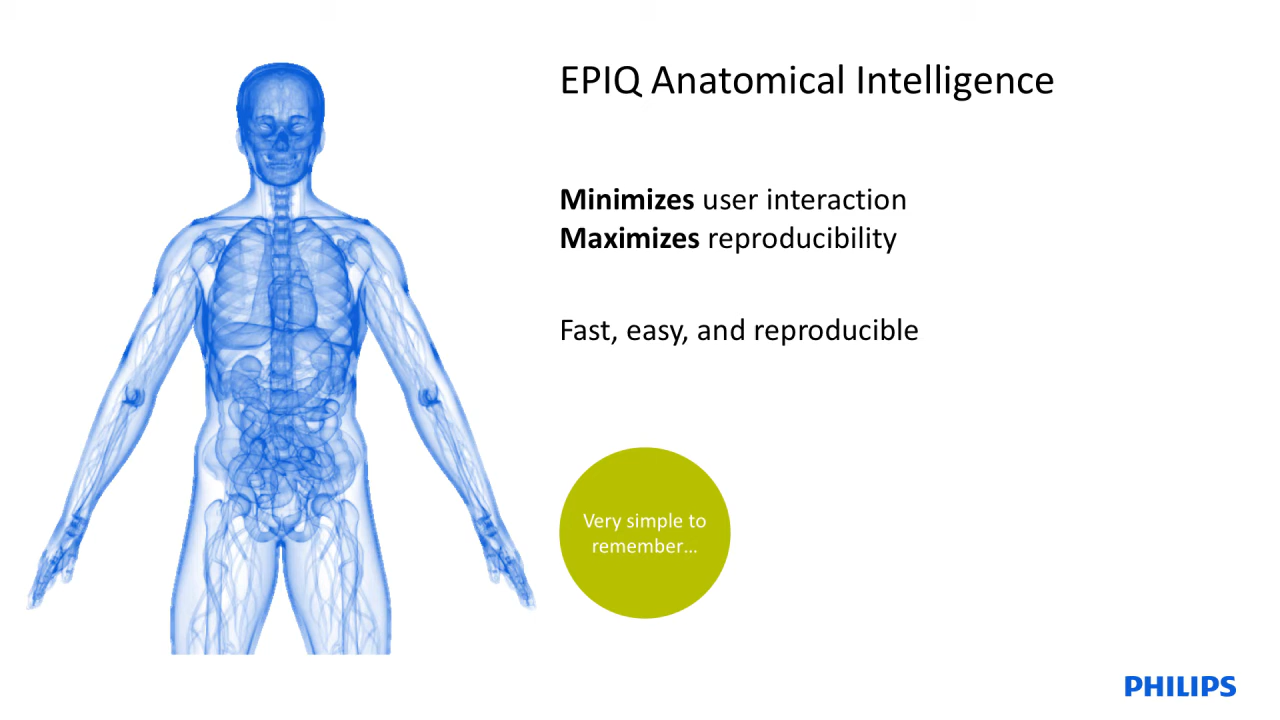 EPIQ Anatomical Intelligence
Minimizes user interaction
Maximizes reproducibility
Fast, easy, and reproducible
Very simple to
remember...
PHILIPS